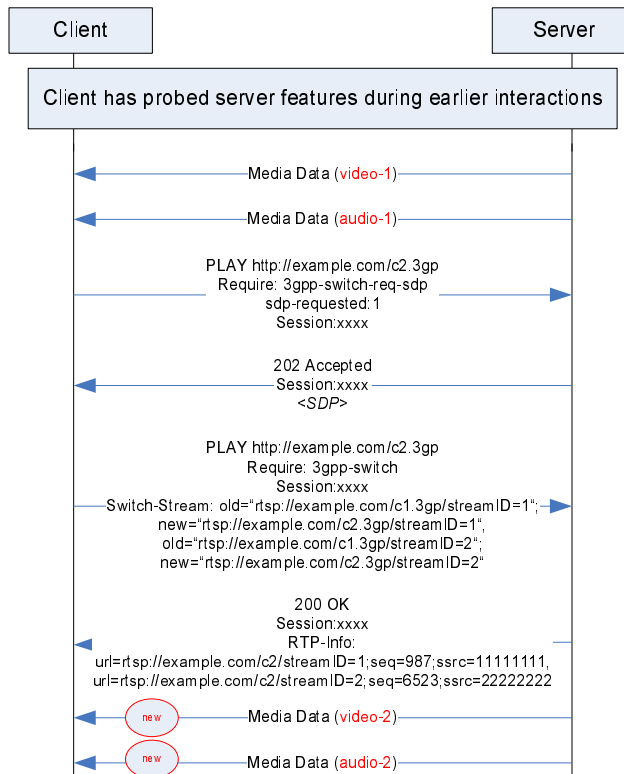 Client
Server
Client has probed server features during earlier interactions
Media Data (video-1)
Media Data (audio-1)
PLAY http://example.com/c2.3gp
Require: 3gpp-switch-req-sdp
sdp-requested:1
Session:xxxx
202 Accepted
Session:xxxx
<SDP>
PLAY http://example.com/c2.3gp
Require: 3gpp-switch
Session:xxxx
Switch-Stream: old=“rtsp://example.com/c1.3gp/streamID=1“;
new=“rtsp://example.com/c2.3gp/streamID=1“,
old=“rtsp://example.com/c1.3gp/streamID=2“;
new=“rtsp://example.com/c2.3gp/streamID=2“
200 OK
Session:xxxx
RTP-Info:
url=rtsp://example.com/c2/streamID=1;seq=987;ssrc=11111111,
url=rtsp://example.com/c2/streamID=2;seq=6523;ssrc=22222222
new
Media Data (video-2)
new
Media Data (audio-2)